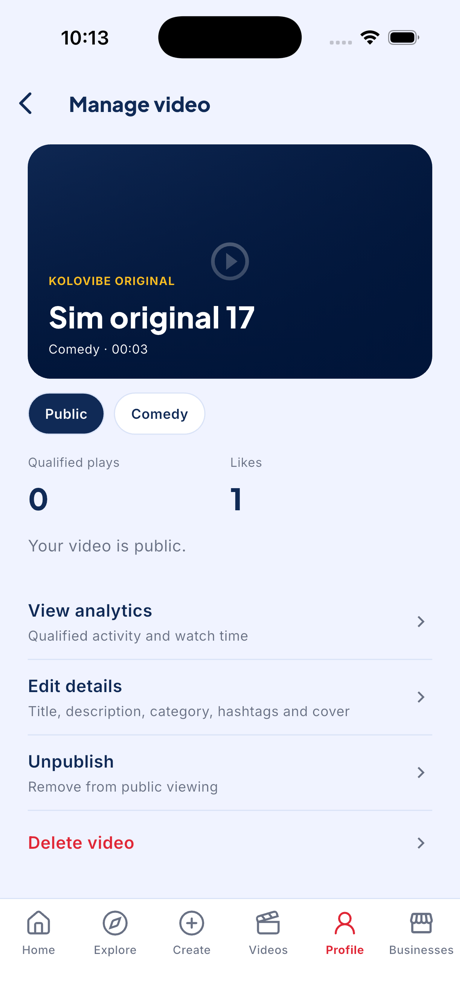 10:13
Manage video
KOLOVIBE ORIGINAL
Sim original 17
Comedy · 00:03
Public
Comedy
Qualified plays
Likes
0
1
Your video is public.
View analytics
Qualified activity and watch time
Edit details
Title, description, category, hashtags and cover
Unpublish
Remove from public viewing
Delete video
Home
Explore
Create
Videos
Profile
Businesses